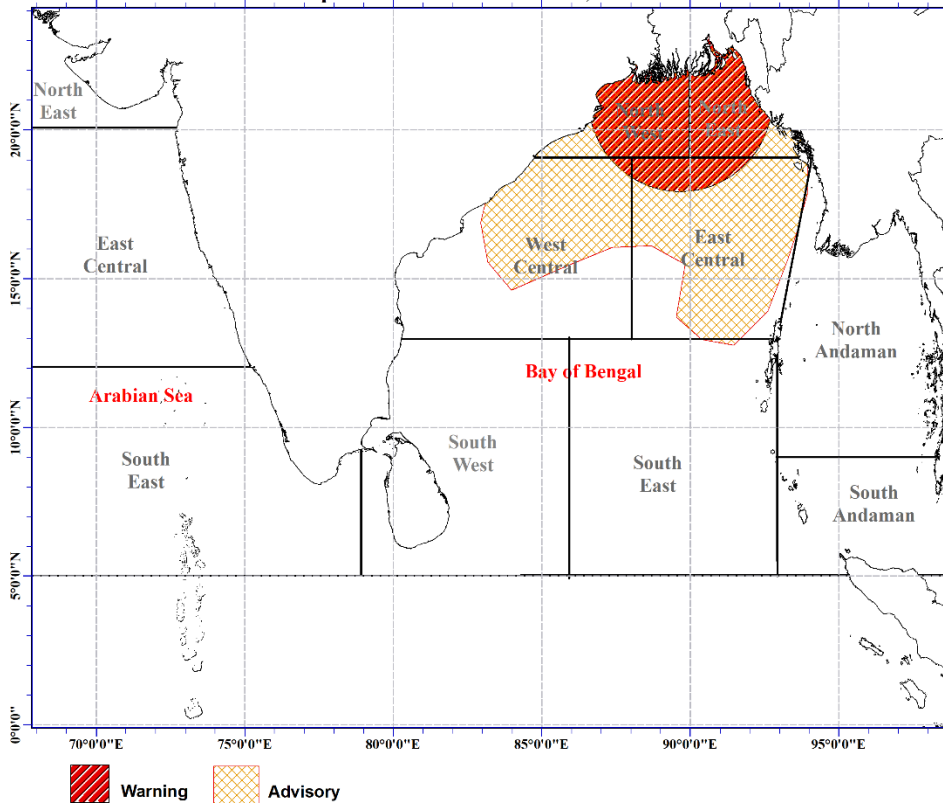 North
East
North
West
North
East
20°0'0"N
East
Central
West
Central
East
Central
15°0'0"N
North
Andaman
Bay of Bengal
Arabian Sea
10°0'0"N
South
East
South
West
South
East
South
Andaman
5°0'0"N
0°0'0"
70°0'0"E
75°0'0"E
80°0'0"E
85°0'0"E
90°0'0"E
95°0'0"E
Warning
Advisory